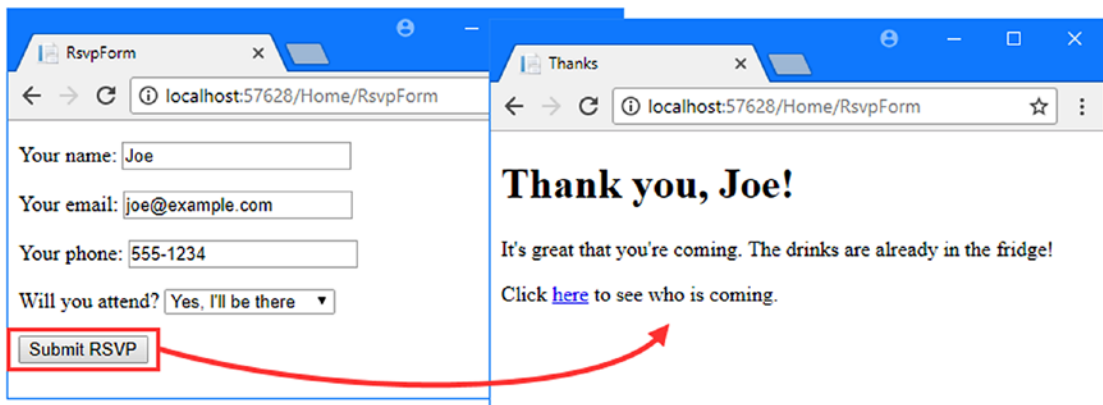 RsvpForm
localhost:57628/Home/RsvpForm
Your name: Joe
Your email: joe@example.com
Your phone: 555-1234
Will you attend? Yes, I'll be there
Submit RSVP
Thanks
localhost:57628/Home/RsvpForm
Thank you, Joe!
It's great that you're coming. The drinks are already in the fridge!
Click here to see who is coming.